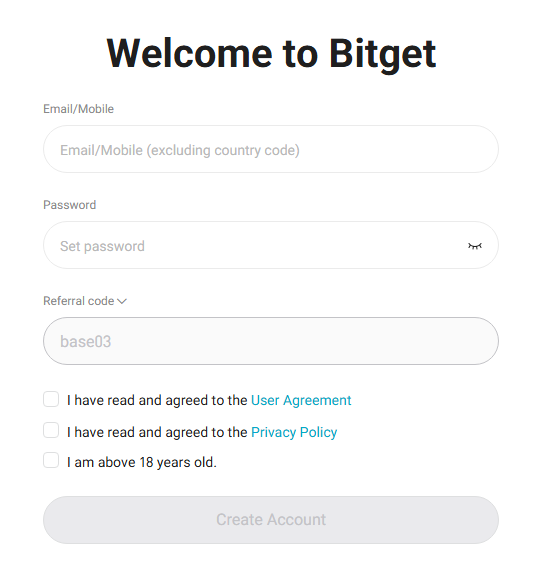 Welcome to Bitget
Email/Mobile
Email/Mobile (excluding country code)
Password
Set password
Referral code
base03
I have read and agreed to the User Agreement
I have read and agreed to the Privacy Policy
I am above 18 years old.
Create Account